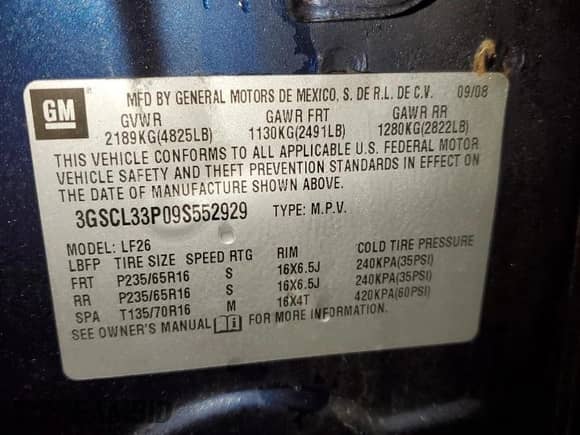 GM
MFD BY GENERAL MOTORS DE MEXICO, S. DE R.L. DE C.V. 09/08
GVWR GAWR FRT GAWR RR
2189KG(4825LB) 1130KG(2491LB) 1280KG(2822LB)
THIS VEHICLE CONFORMS TO ALL APPLICABLE U.S. FEDERAL MOTOR
VEHICLE SAFETY AND THEFT PREVENTION STANDARDS IN EFFECT ON
THE DATE OF MANUFACTURE SHOWN ABOVE.
3GSCL33P09S552929 TYPE: M.P.V.
MODEL: LF26
LBFP TIRE SIZE SPEED RTG RIM COLD TIRE PRESSURE
FRT P235/65R16 S 16X6.5J 240KPA(35PSI)
RR P235/65R16 S 16X6.5J 240KPA(35PSI)
SPA T135/70R16 M 16X4T 420KPA(60PSI)
SEE OWNER'S MANUAL FOR MORE INFORMATION.